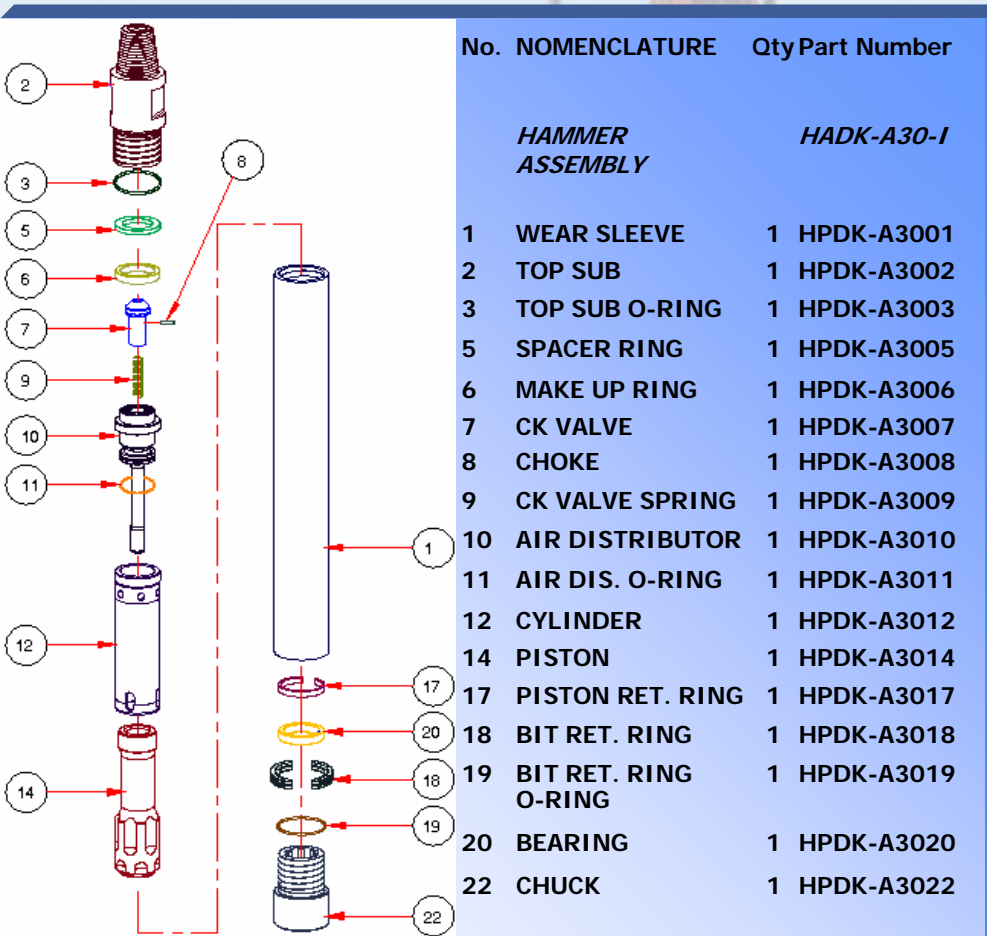 No. NOMENCLATURE Qty Part Number
HAMMER HADK-A30-I
ASSEMBLY
1 WEAR SLEEVE 1 HPDK-A3001
2 TOP SUB 1 HPDK-A3002
3 TOP SUB O-RING 1 HPDK-A3003
5 SPACER RING 1 HPDK-A3005
6 MAKE UP RING 1 HPDK-A3006
7 CK VALVE 1 HPDK-A3007
8 CHOKE 1 HPDK-A3008
9 CK VALVE SPRING 1 HPDK-A3009
10 AIR DISTRIBUTOR 1 HPDK-A3010
11 AIR DIS. O-RING 1 HPDK-A3011
12 CYLINDER 1 HPDK-A3012
14 PISTON 1 HPDK-A3014
17 PISTON RET. RING 1 HPDK-A3017
18 BIT RET. RING 1 HPDK-A3018
19 BIT RET. RING 1 HPDK-A3019
O-RING
20 BEARING 1 HPDK-A3020
22 CHUCK 1 HPDK-A3022
2
3
5
6
7
8
9
10
11
12
14
1
17
20
18
19
22